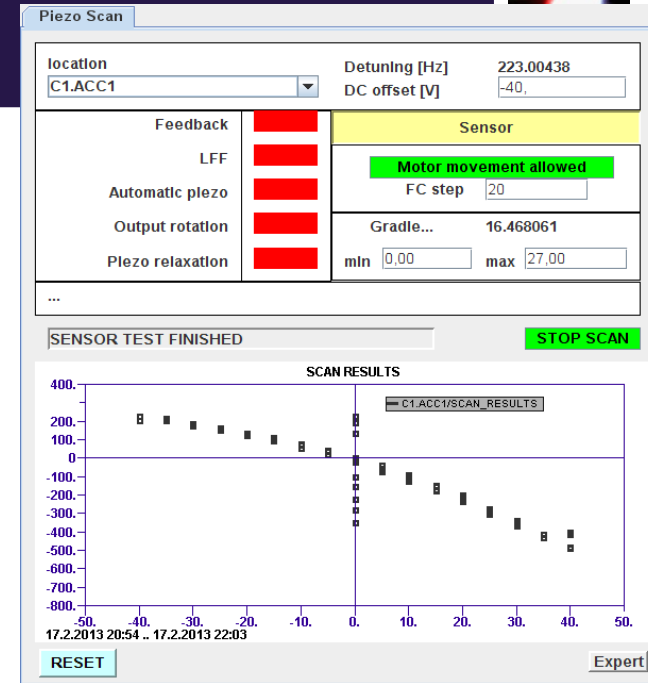 Piezo Scan
location
C1.ACC1
Detuning [Hz] 223.00438
DC offset [V] -40,
Feedback
LFF
Automatic piezo
Output rotation
Piezo relaxation
Sensor
Motor movement allowed
FC step 20
Gradie... 16.468061
min 0,00 max 27,00
...
SENSOR TEST FINISHED
STOP SCAN
SCAN RESULTS
C1.ACC1/SCAN_RESULTS
400.
200.
100.
0
-100.
-200.
-300.
-400.
-500.
-600.
-700.
-800.
-50. -40. -30. -20. -10. 0. 10. 20. 30. 40. 50.
17.2.2013 20:54 .. 17.2.2013 22:03
RESET
Expert